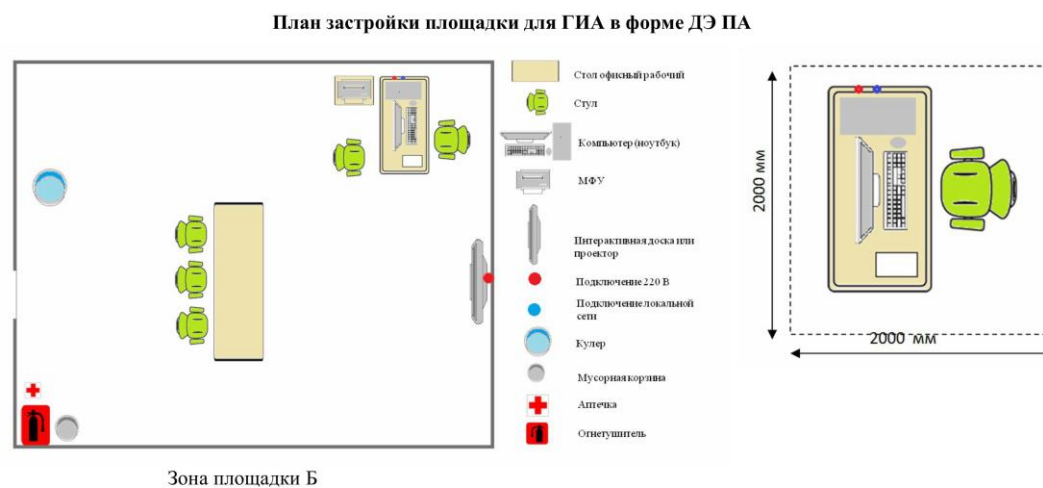 План застройки площадки для ГИА в форме ДЭ ПА
Стол офисный рабочий
Стул
Компьютер (ноутбук)
МФУ
Интерактивная доска или
проектор
Подключение 220 В
Подключение локальной
сети
Кулер
Мусорная корзина
Аптечка
Огнетушитель
Зона площадки Б
2000 мм
2000 мм